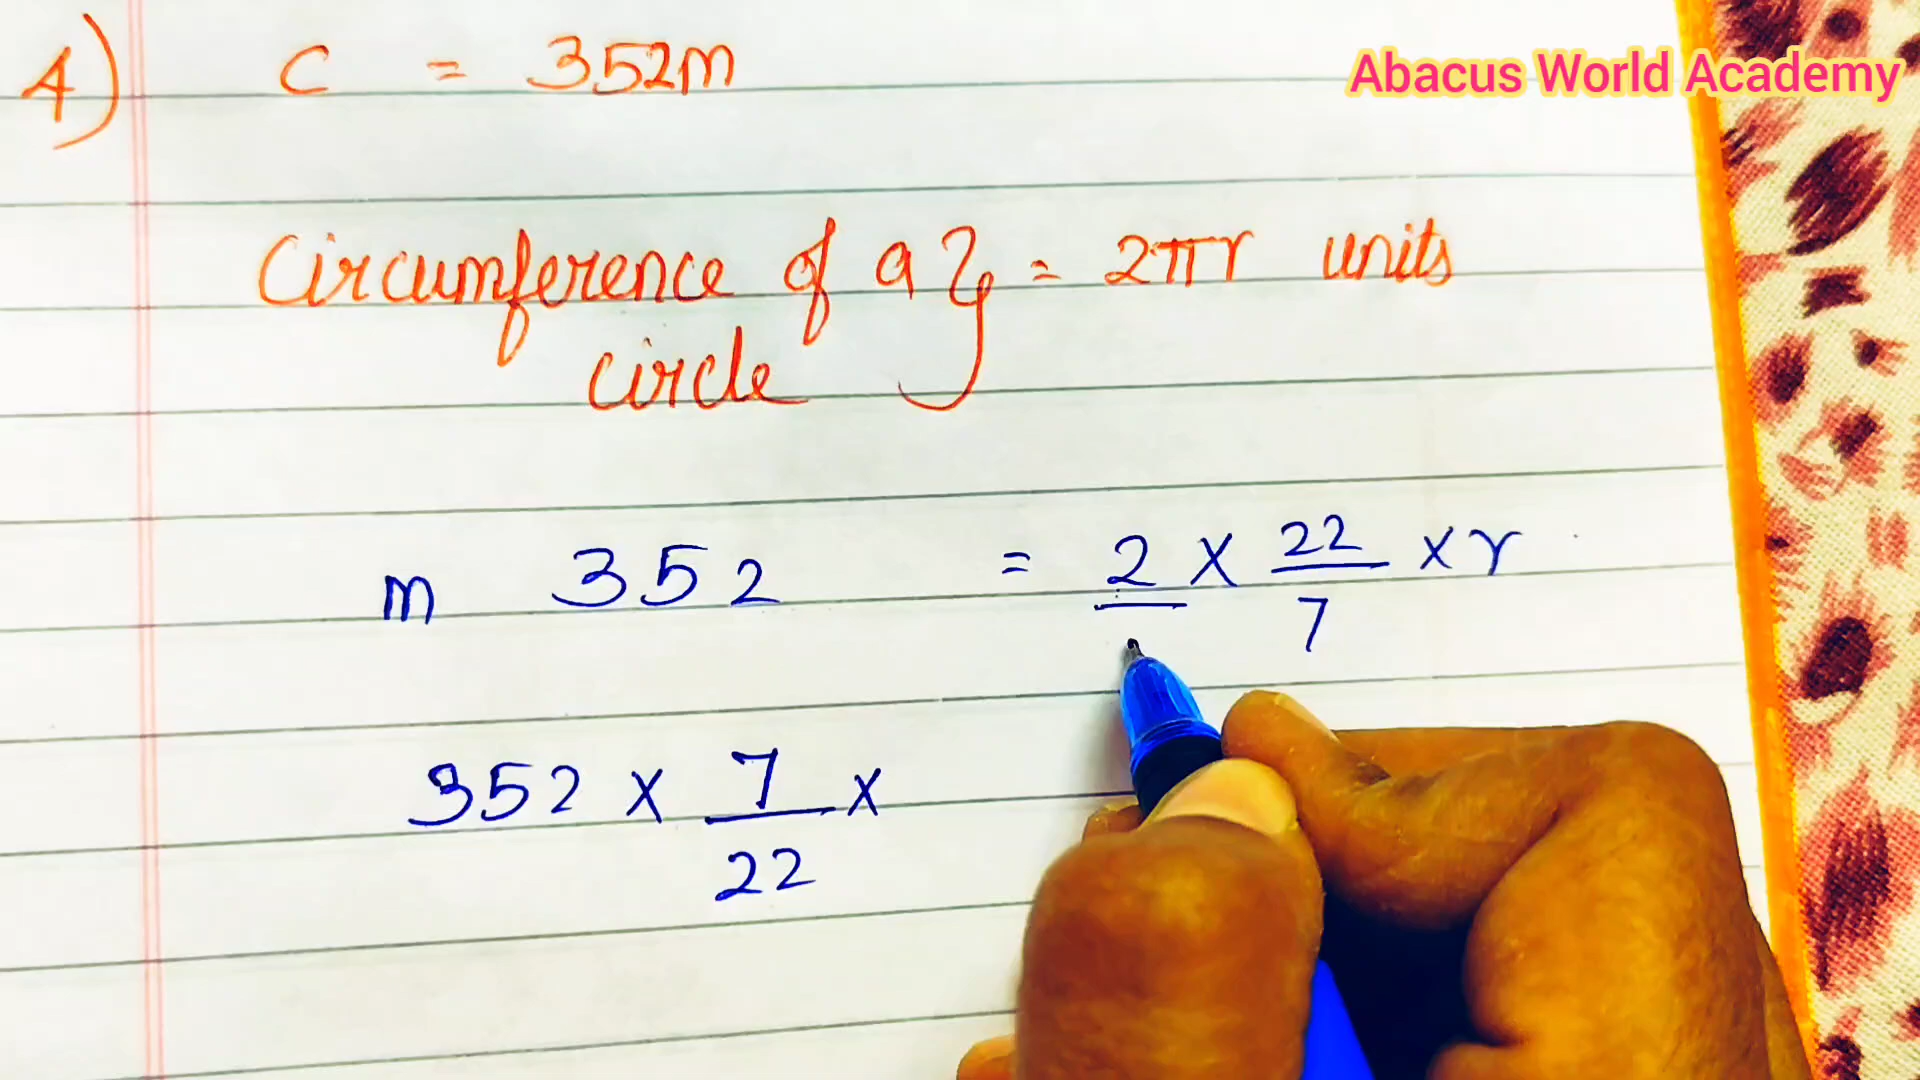 Abacus World Academy
4) C = 352m
Circumference of a } = 2πr units
circle
m 352 = 2 × 22/7 × r
352 × 7/22 ×